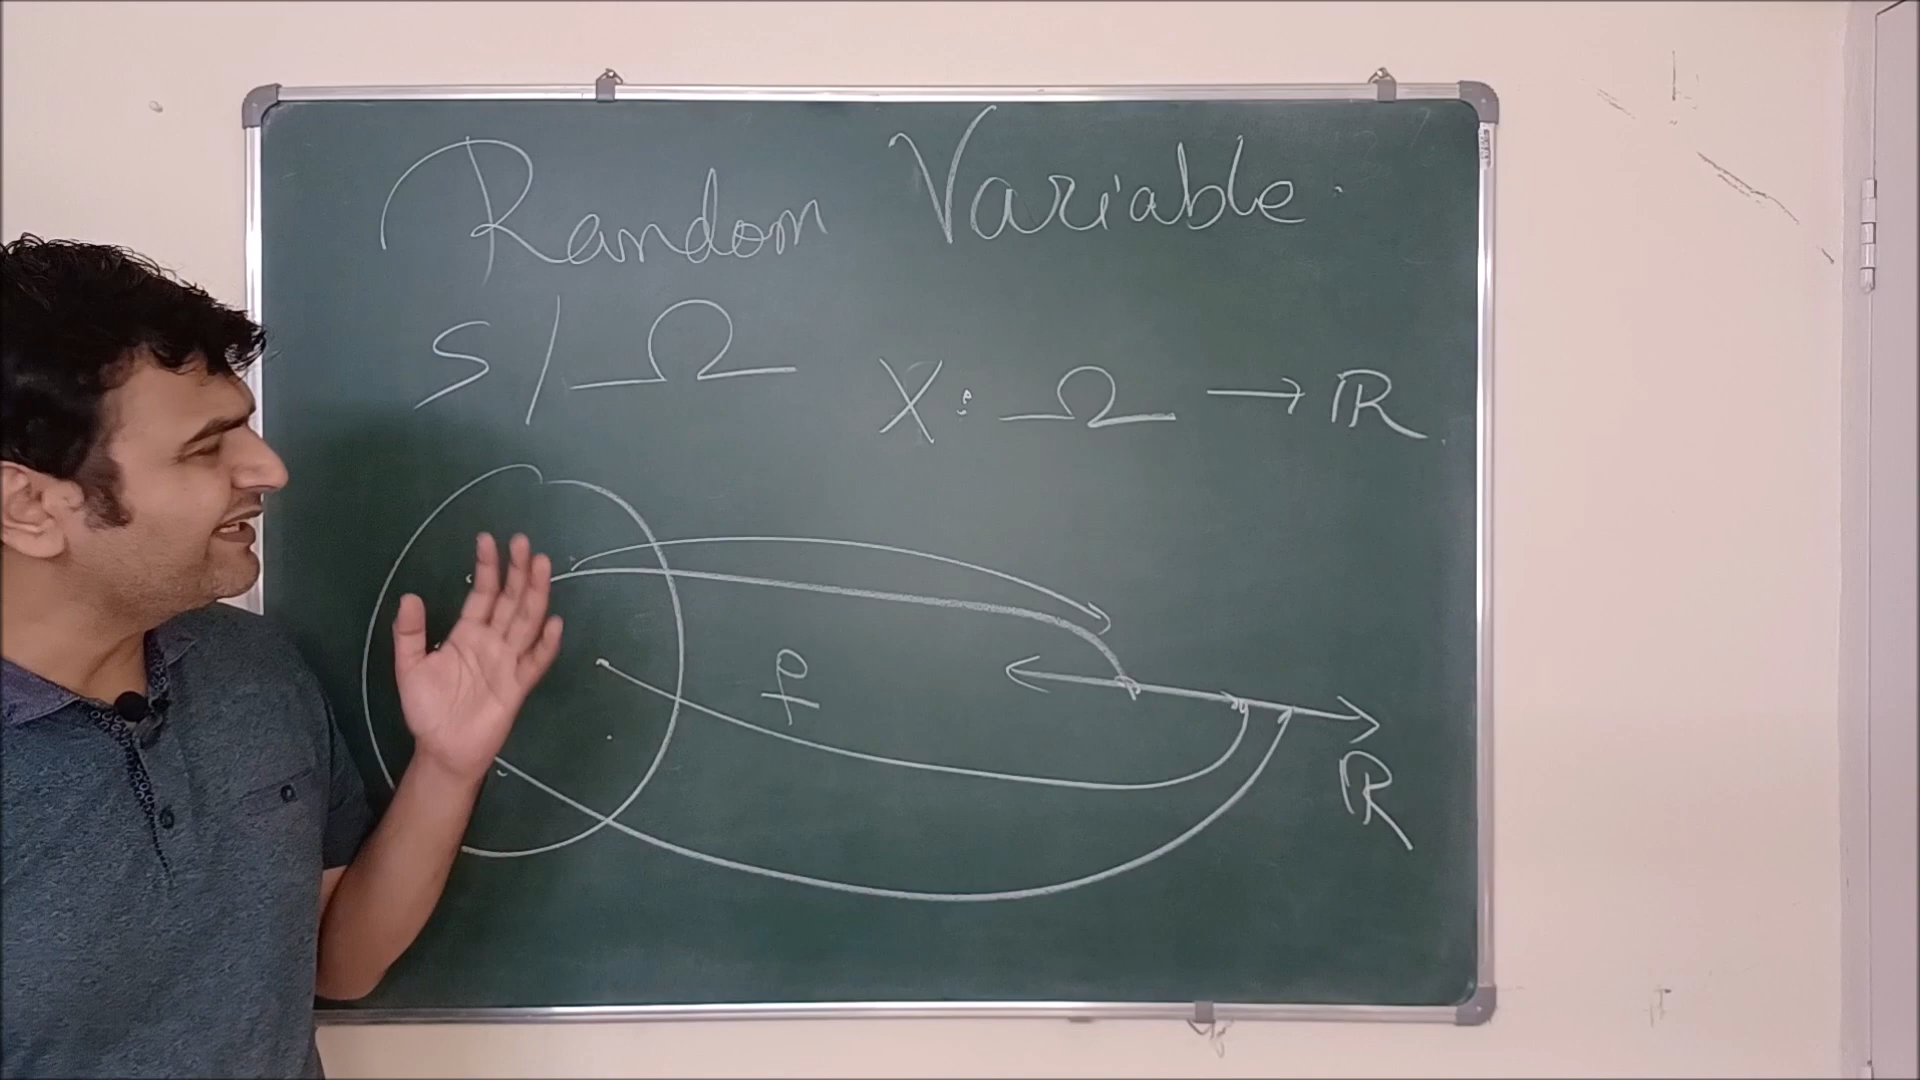 Random Variable.
S/Ω
X: Ω → ℝ
f
ℝ